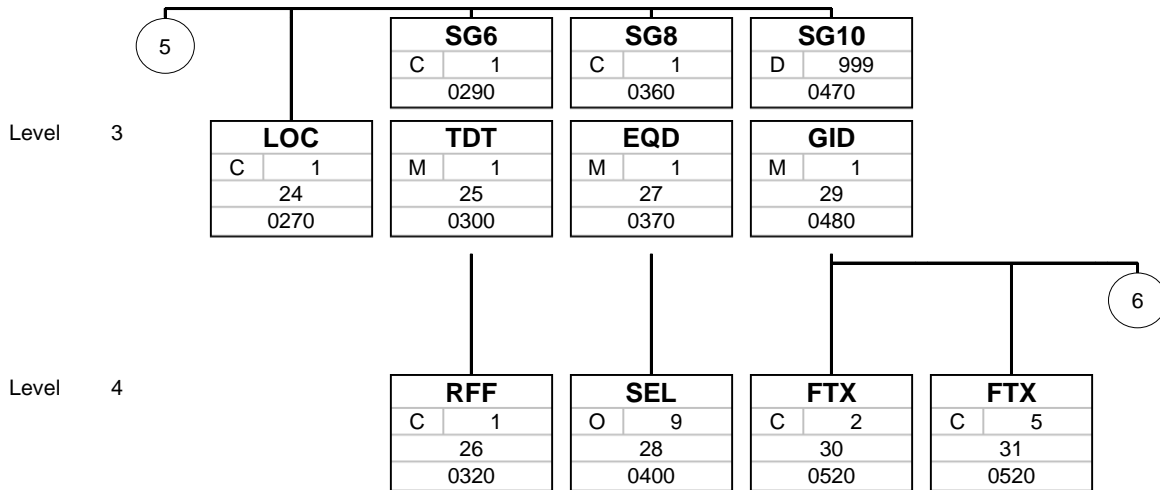 5
SG6 SG8 SG10
C 1 C 1 D 999
0290 0360 0470
Level 3
LOC TDT EQD GID
C 1 M 1 M 1 M 1
24 25 27 29
0270 0300 0370 0480
6
Level 4
RFF SEL FTX FTX
C 1 O 9 C 2 C 5
26 28 30 31
0320 0400 0520 0520